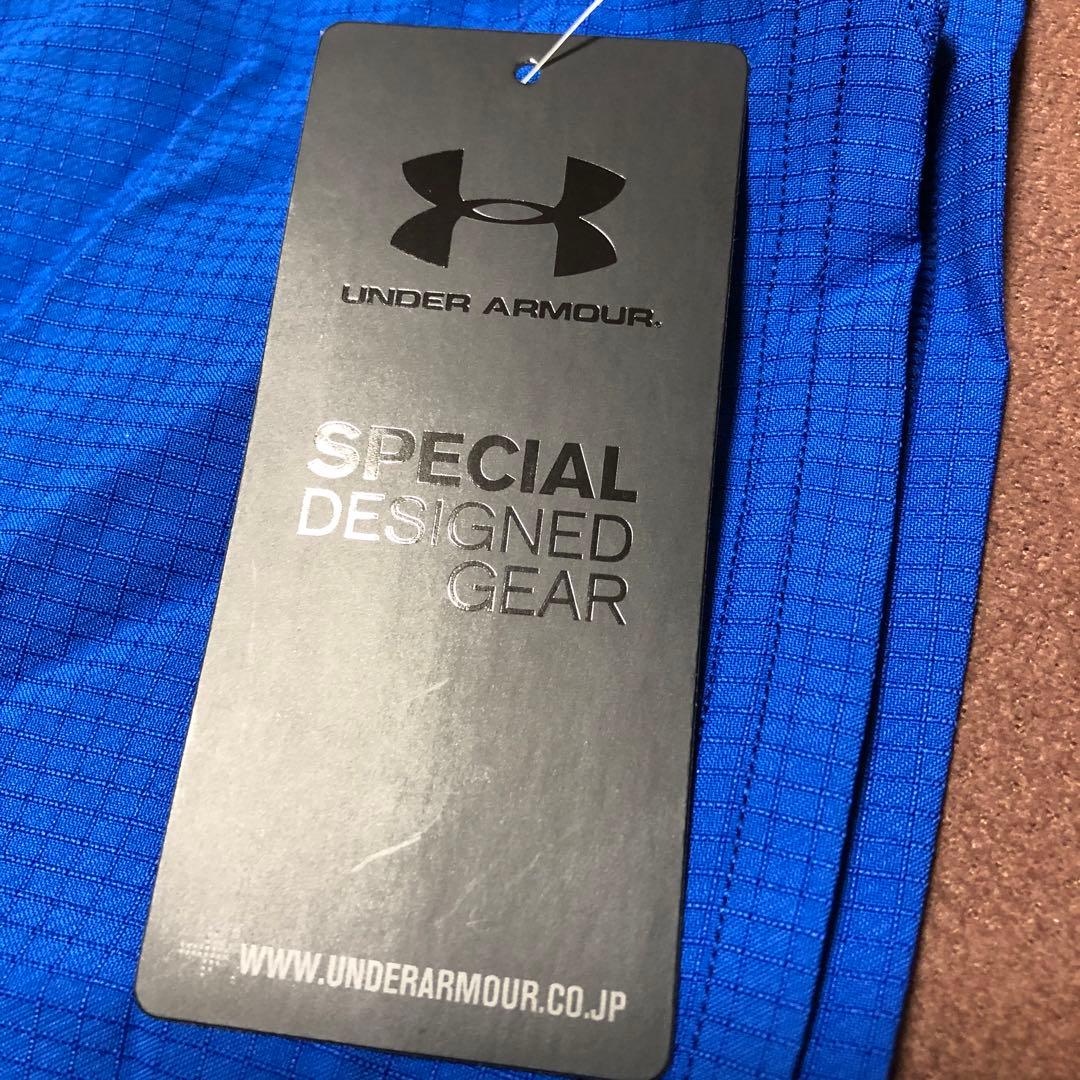 UNDER ARMOUR.
SPECIAL
DESIGNED
GEAR
WWW.UNDERARMOUR.CO.JP